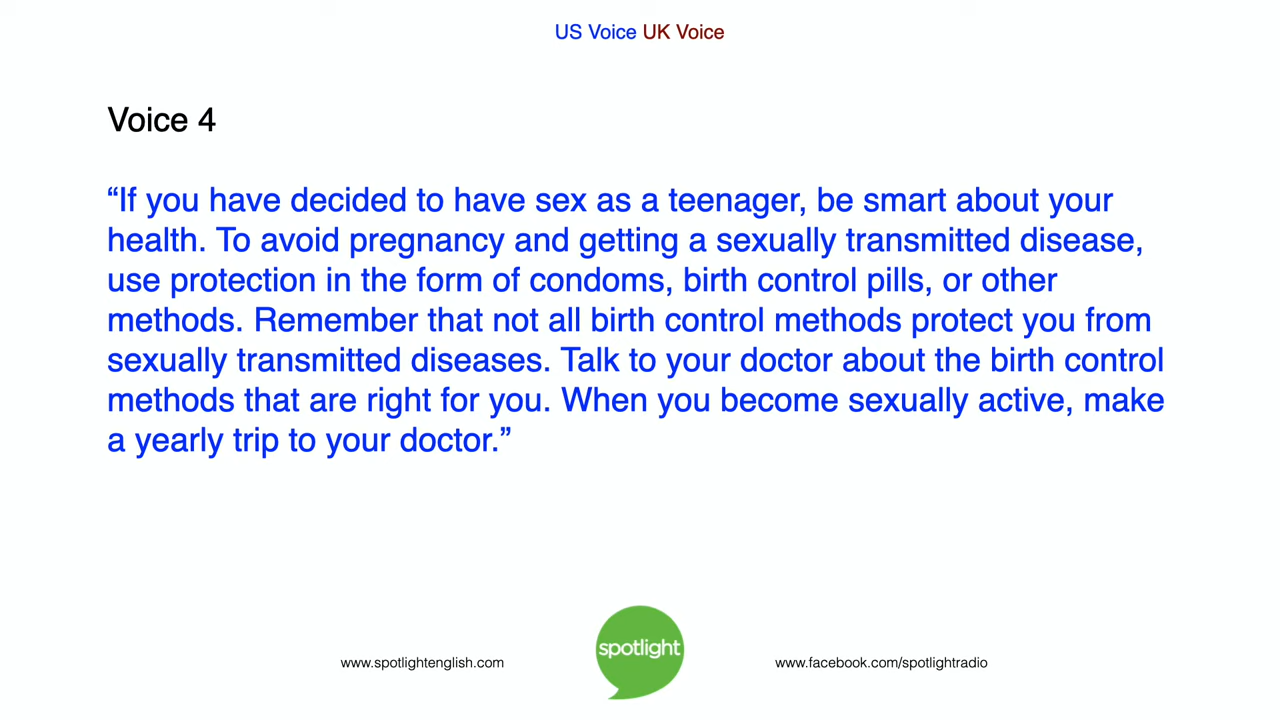 US Voice UK Voice
Voice 4
“If you have decided to have sex as a teenager, be smart about your
health. To avoid pregnancy and getting a sexually transmitted disease,
use protection in the form of condoms, birth control pills, or other
methods. Remember that not all birth control methods protect you from
sexually transmitted diseases. Talk to your doctor about the birth control
methods that are right for you. When you become sexually active, make
a yearly trip to your doctor.”
spotlight
www.spotlightenglish.com
www.facebook.com/spotlightradio